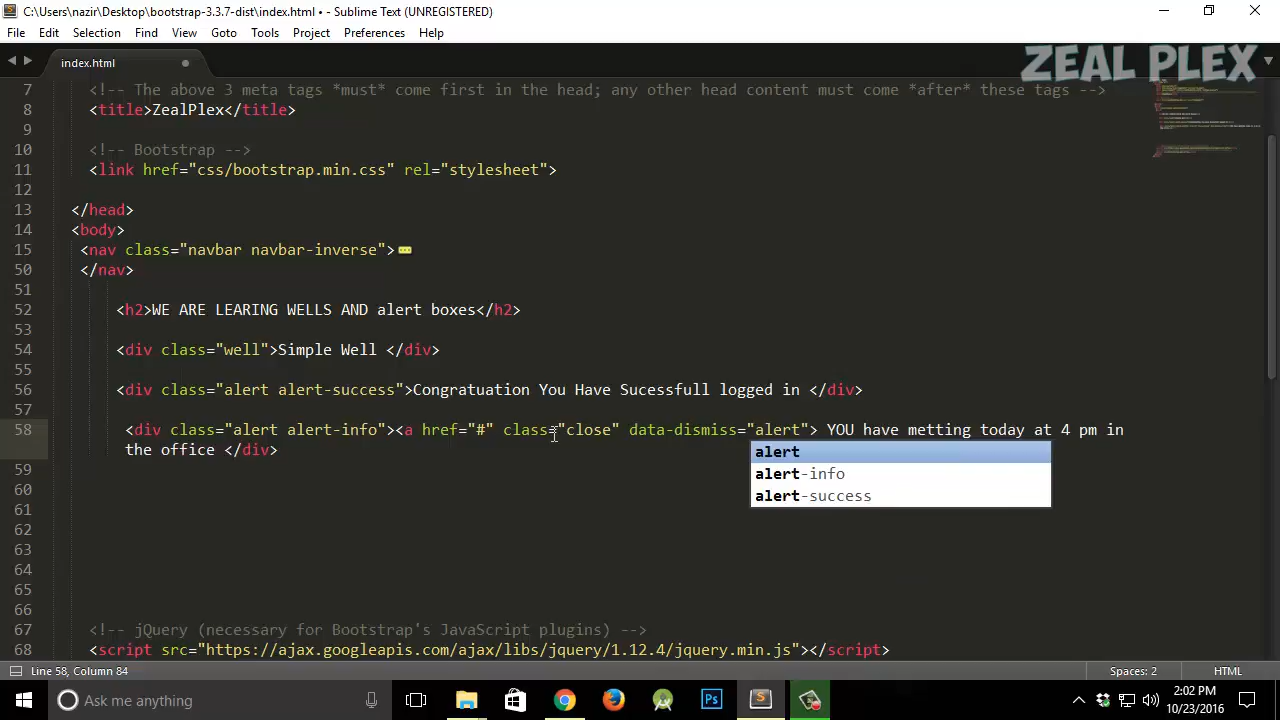 C:\Users\nazir\Desktop\bootstrap-3.3.7-dist\index.html • - Sublime Text (UNREGISTERED)
File Edit Selection Find View Goto Tools Project Preferences Help
index.html
ZEAL PLEX
7 <!-- The above 3 meta tags *must* come first in the head; any other head content must come *after* these tags -->
8 <title>ZealPlex</title>
9
10 <!-- Bootstrap -->
11 <link href="css/bootstrap.min.css" rel="stylesheet">
12
13 </head>
14 <body>
15 <nav class="navbar navbar-inverse">
50 </nav>
51
52 <h2>WE ARE LEARING WELLS AND alert boxes</h2>
53
54 <div class="well">Simple Well </div>
55
56 <div class="alert alert-success">Congratuation You Have Sucessfull logged in </div>
57
58 <div class="alert alert-info"><a href="#" class="close" data-dismiss="alert"> YOU have metting today at 4 pm in
the office </div>
alert
alert-info
alert-success
59
60
61
62
63
64
65
66
67 <!-- jQuery (necessary for Bootstrap's JavaScript plugins) -->
68 <script src="https://ajax.googleapis.com/ajax/libs/jquery/1.12.4/jquery.min.js"></script>
Line 58, Column 84
Spaces: 2
HTML
Ask me anything
Ps
2:02 PM
10/23/2016